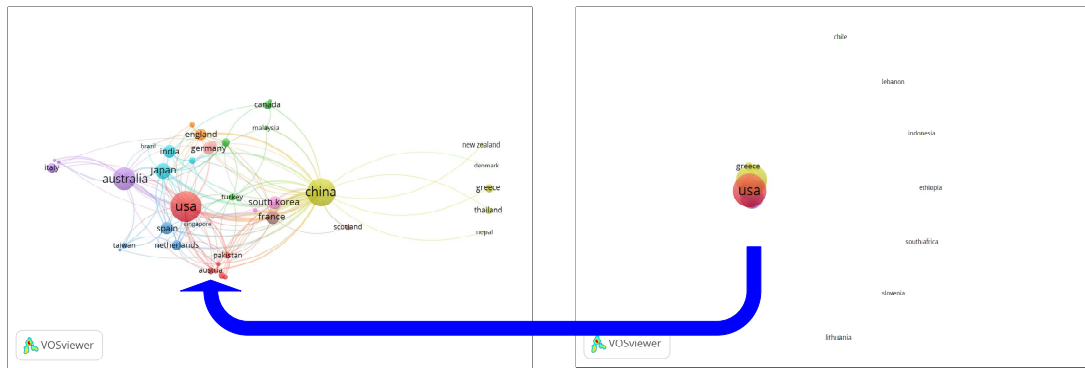 canada
malaysia
england
brazil
india
germany
new zealand
italy
japan
denmark
australia
china
greece
turkey
south korea
usa
france
thailand
singapore
spain
scotland
nepal
taiwan
netherlands
pakistan
austria
VOSviewer
chile
lebanon
indonesia
greece
usa
ethiopia
south africa
slovenia
lithuania
VOSviewer